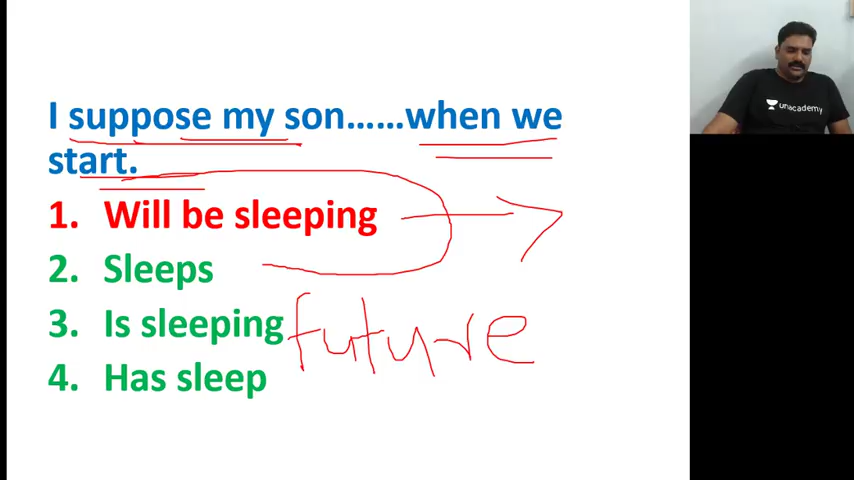 I suppose my son......when we
start.
1. Will be sleeping
2. Sleeps
3. Is sleeping
future
4. Has sleep
unacademy